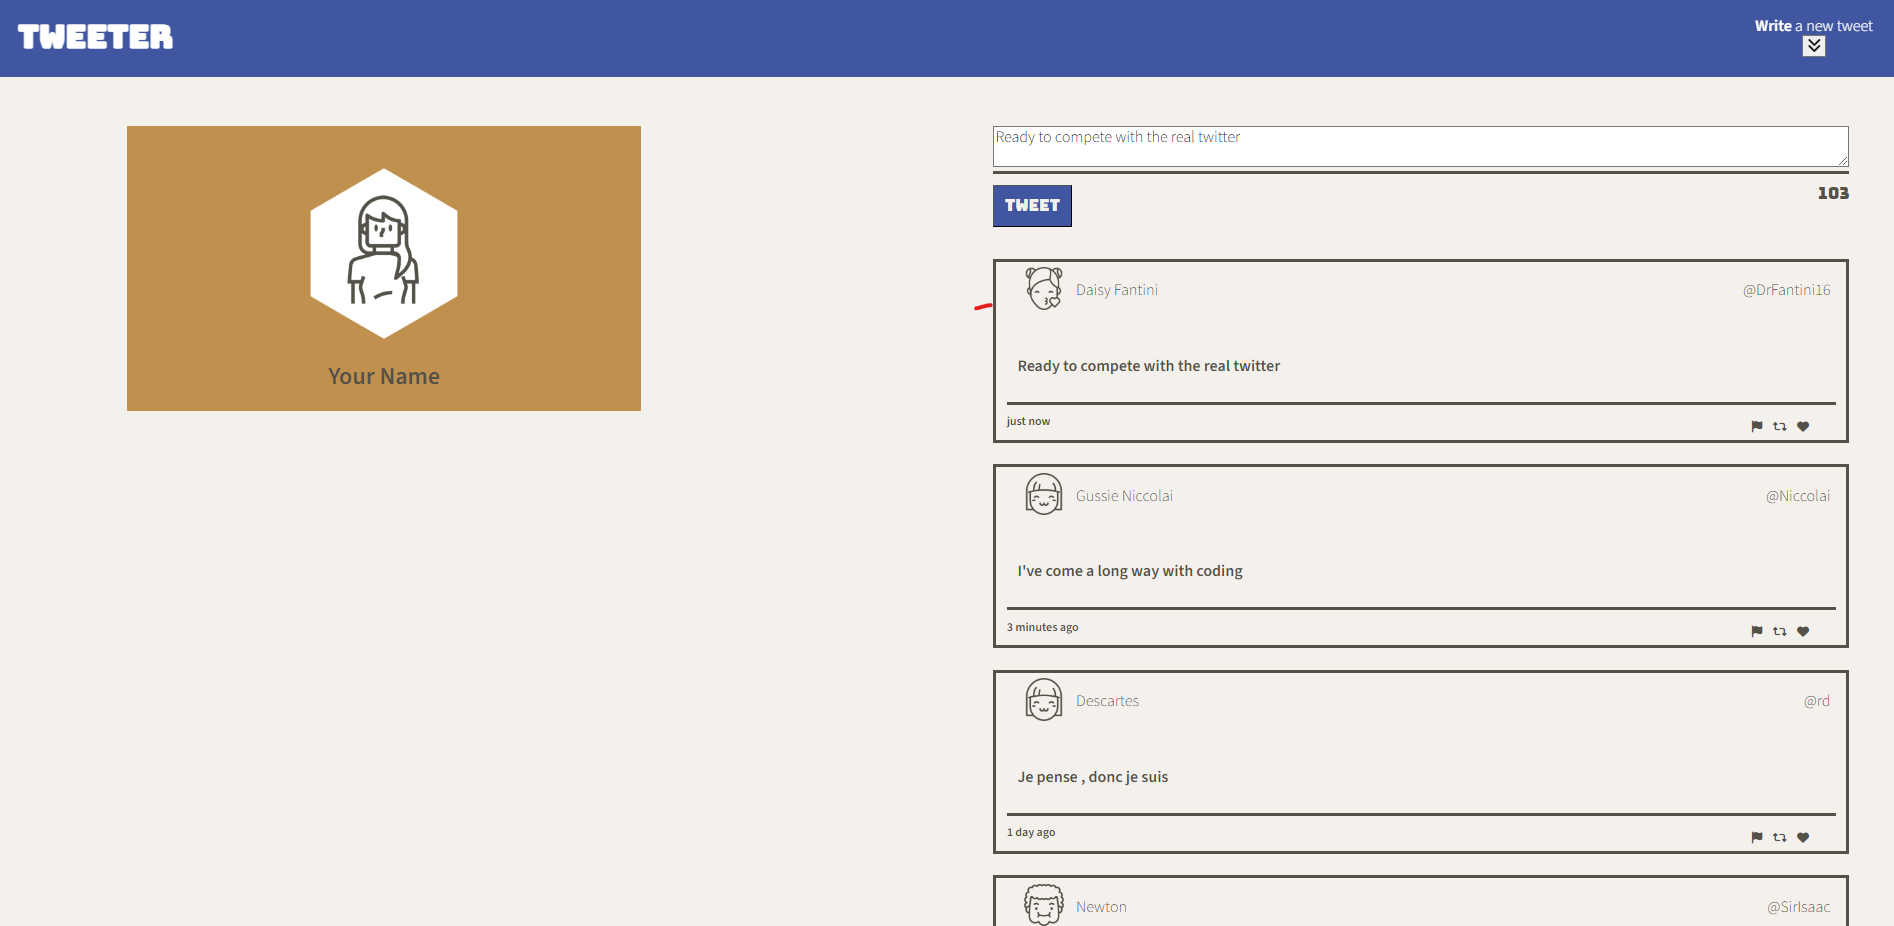 TWEETER
Write a new tweet
Your Name
Ready to compete with the real twitter
TWEET
103
Daisy Fantini @DrFantini16
Ready to compete with the real twitter
just now
Gussie Niccolai @Niccolai
I've come a long way with coding
3 minutes ago
Descartes @rd
Je pense , donc je suis
1 day ago
Newton @SirIsaac